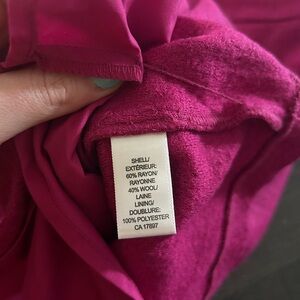 SHELL/
EXTÉRIEUR:
60% RAYON/
RAYONNE
40% WOOL/
LAINE
LINING/
DOUBLURE:
100% POLYESTER
CA 17897